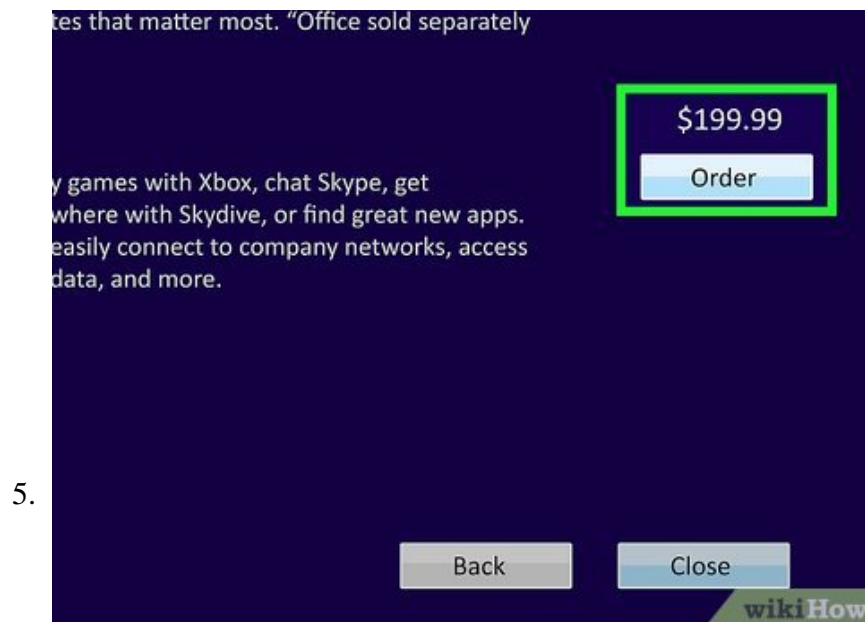 tes that matter most. “Office sold separately
$199.99
Order
y games with Xbox, chat Skype, get
where with Skydive, or find great new apps.
easily connect to company networks, access
data, and more.
5.
Back
Close
wikiHow